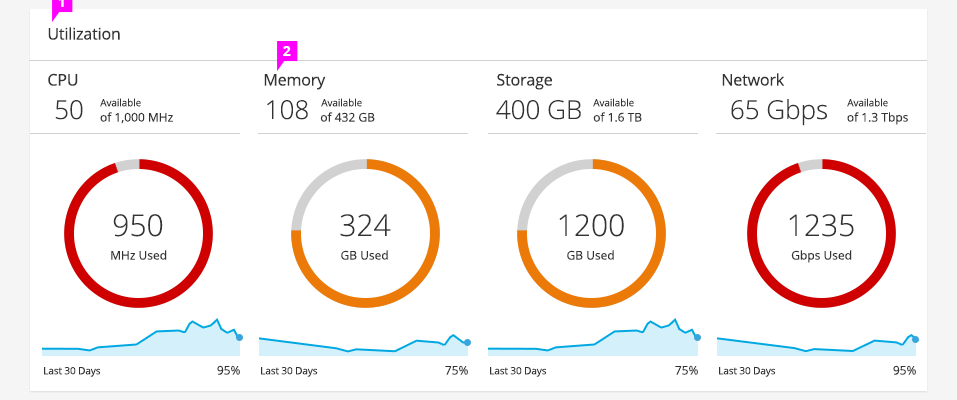 1
Utilization
2
CPU
50 Available of 1,000 MHz
Memory
108 Available of 432 GB
Storage
400 GB Available of 1.6 TB
Network
65 Gbps Available of 1.3 Tbps
950
MHz Used
324
GB Used
1200
GB Used
1235
Gbps Used
Last 30 Days 95%
Last 30 Days 75%
Last 30 Days 75%
Last 30 Days 95%